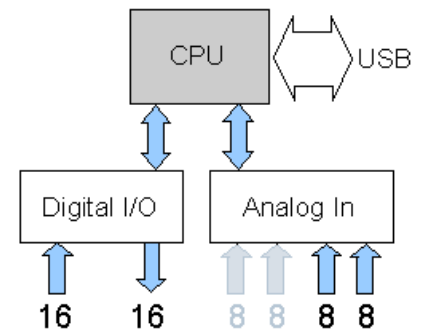 CPU
USB
Digital I/O
Analog In
16 16 8 8 8 8